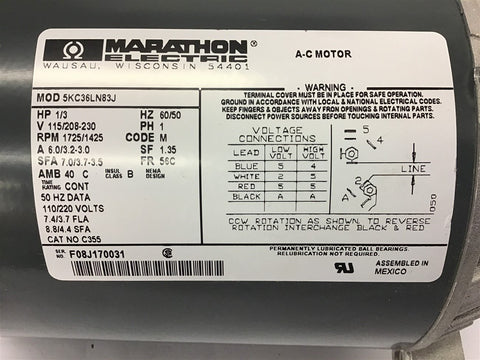 MARATHON®
ELECTRIC
WAUSAU, WISCONSIN 54401
A-C MOTOR
MOD 5KC36LN83J
HP 1/3 HZ 60/50
V 115/208-230 PH 1
RPM 1725/1425 CODE M
A 6.0/3.2-3.0 SF 1.35
SFA 7.0/3.7-3.5 FR 56C
AMB 40 C INSUL CLASS B NEMA DESIGN
TIME RATING CONT
50 HZ DATA
110/220 VOLTS
7.4/3.7 FLA
8.8/4.4 SFA
CAT NO C355
SER. NO. F08J170031
WARNING
TERMINAL COVER MUST BE IN PLACE FOR SAFE OPERATION.
GROUND IN ACCORDANCE WITH LOCAL & NATIONAL ELECTRICAL CODES.
KEEP FINGERS & OBJECTS AWAY FROM OPENINGS & ROTATING PARTS.
DISCONNECT POWER SOURCES BEFORE TOUCHING INTERNAL PARTS.
VOLTAGE
CONNECTIONS
LEAD LOW VOLT HIGH VOLT
BLUE 5 4
WHITE 2 5
RED 5 5
BLACK A A
5
4
2
A
LINE
050
CCW ROTATION AS SHOWN TO REVERSE
ROTATION INTERCHANGE BLACK & RED
PERMANENTLY LUBRICATED BALL BEARINGS.
RELUBRICATION NOT REQUIRED.
ASSEMBLED IN
MEXICO